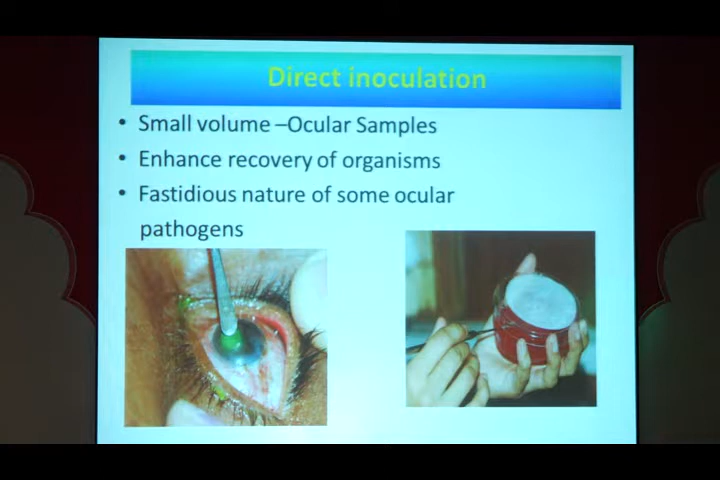 Direct inoculation
• Small volume –Ocular Samples
• Enhance recovery of organisms
• Fastidious nature of some ocular
pathogens